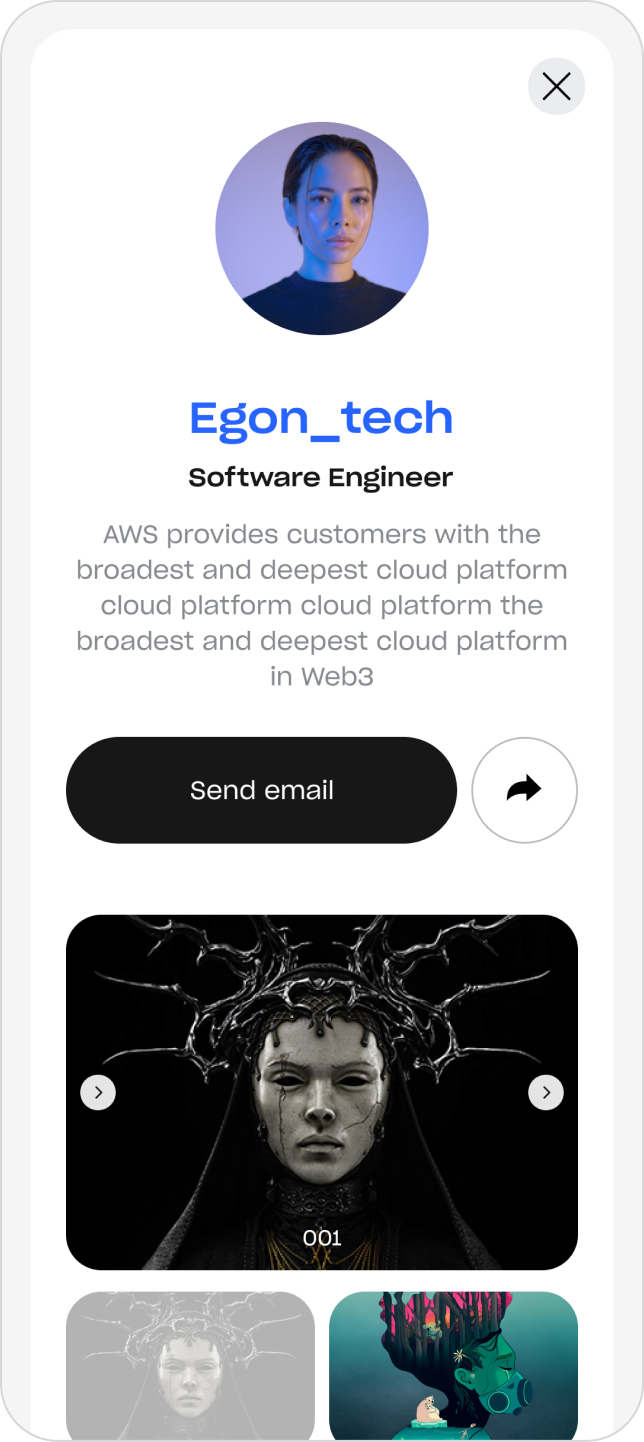 Egon_tech
Software Engineer
AWS provides customers with the
broadest and deepest cloud platform
cloud platform cloud platform the
broadest and deepest cloud platform
in Web3
Send email
001